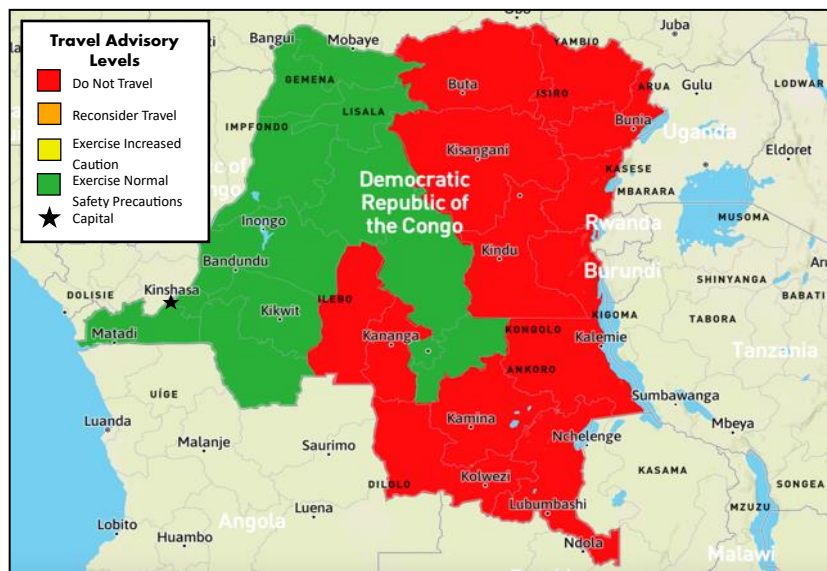 Travel Advisory
Levels
Do Not Travel
Reconsider Travel
Exercise Increased
Caution
Exercise Normal
Safety Precautions
Capital
Juba
Bangui
Mobaye
YAMBIO
GEMENA
Buta
ISIRO
ARUA
Gulu
LODWAR
LISALA
IMPFONDO
Bunia
Uganda
Kisangani
Eldoret
KASESE
Democratic
Republic of
the Congo
MBARARA
Inongo
Rwanda
MUSOMA
Kindu
Bandundu
Burundi
SHINYANGA
Kinshasa
DOLISIE
ILEBO
KIGOMA
BABATI
Kikwit
TABORA
Matadi
Kananga
KONGOLO
Kalemie
Tanzania
ANKORO
UÍGE
Sumbawanga
Luanda
Kamina
Mbeya
Malanje
Saurimo
Nchelenge
KASAMA
Kolwezi
DILOLO
SONGEA
Lubumbashi
Luena
MZUZU
Lobito
Angola
Huambo
Ndola
Malawi